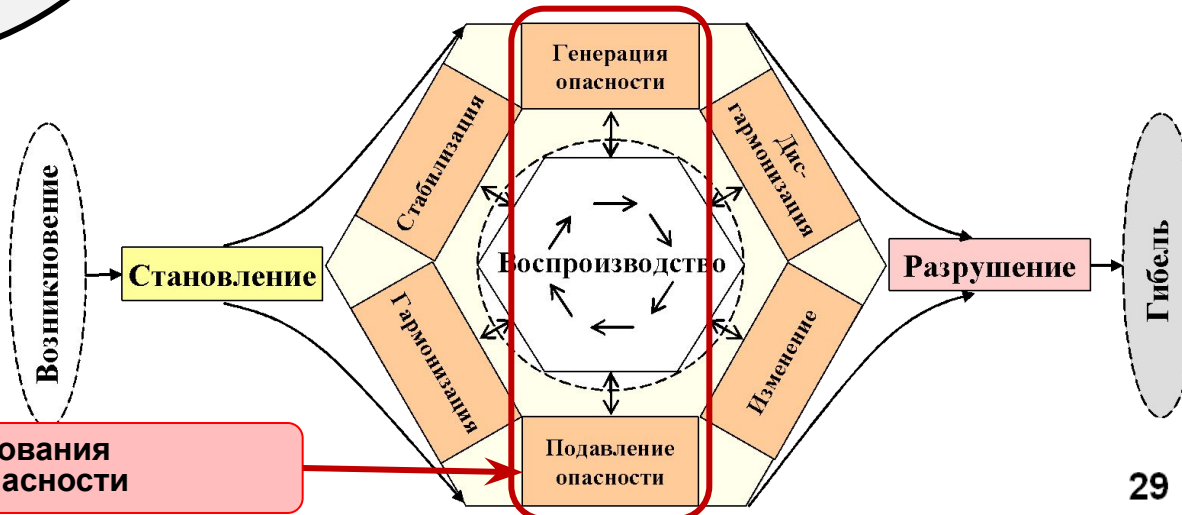 Генерация
опасности
Стабилизация
Дис-
гармонизация
Возникновение
Становление
Воспроизводство
Разрушение
Гибель
Гармонизация
Изменение
Подавление
опасности
ования
асности
29